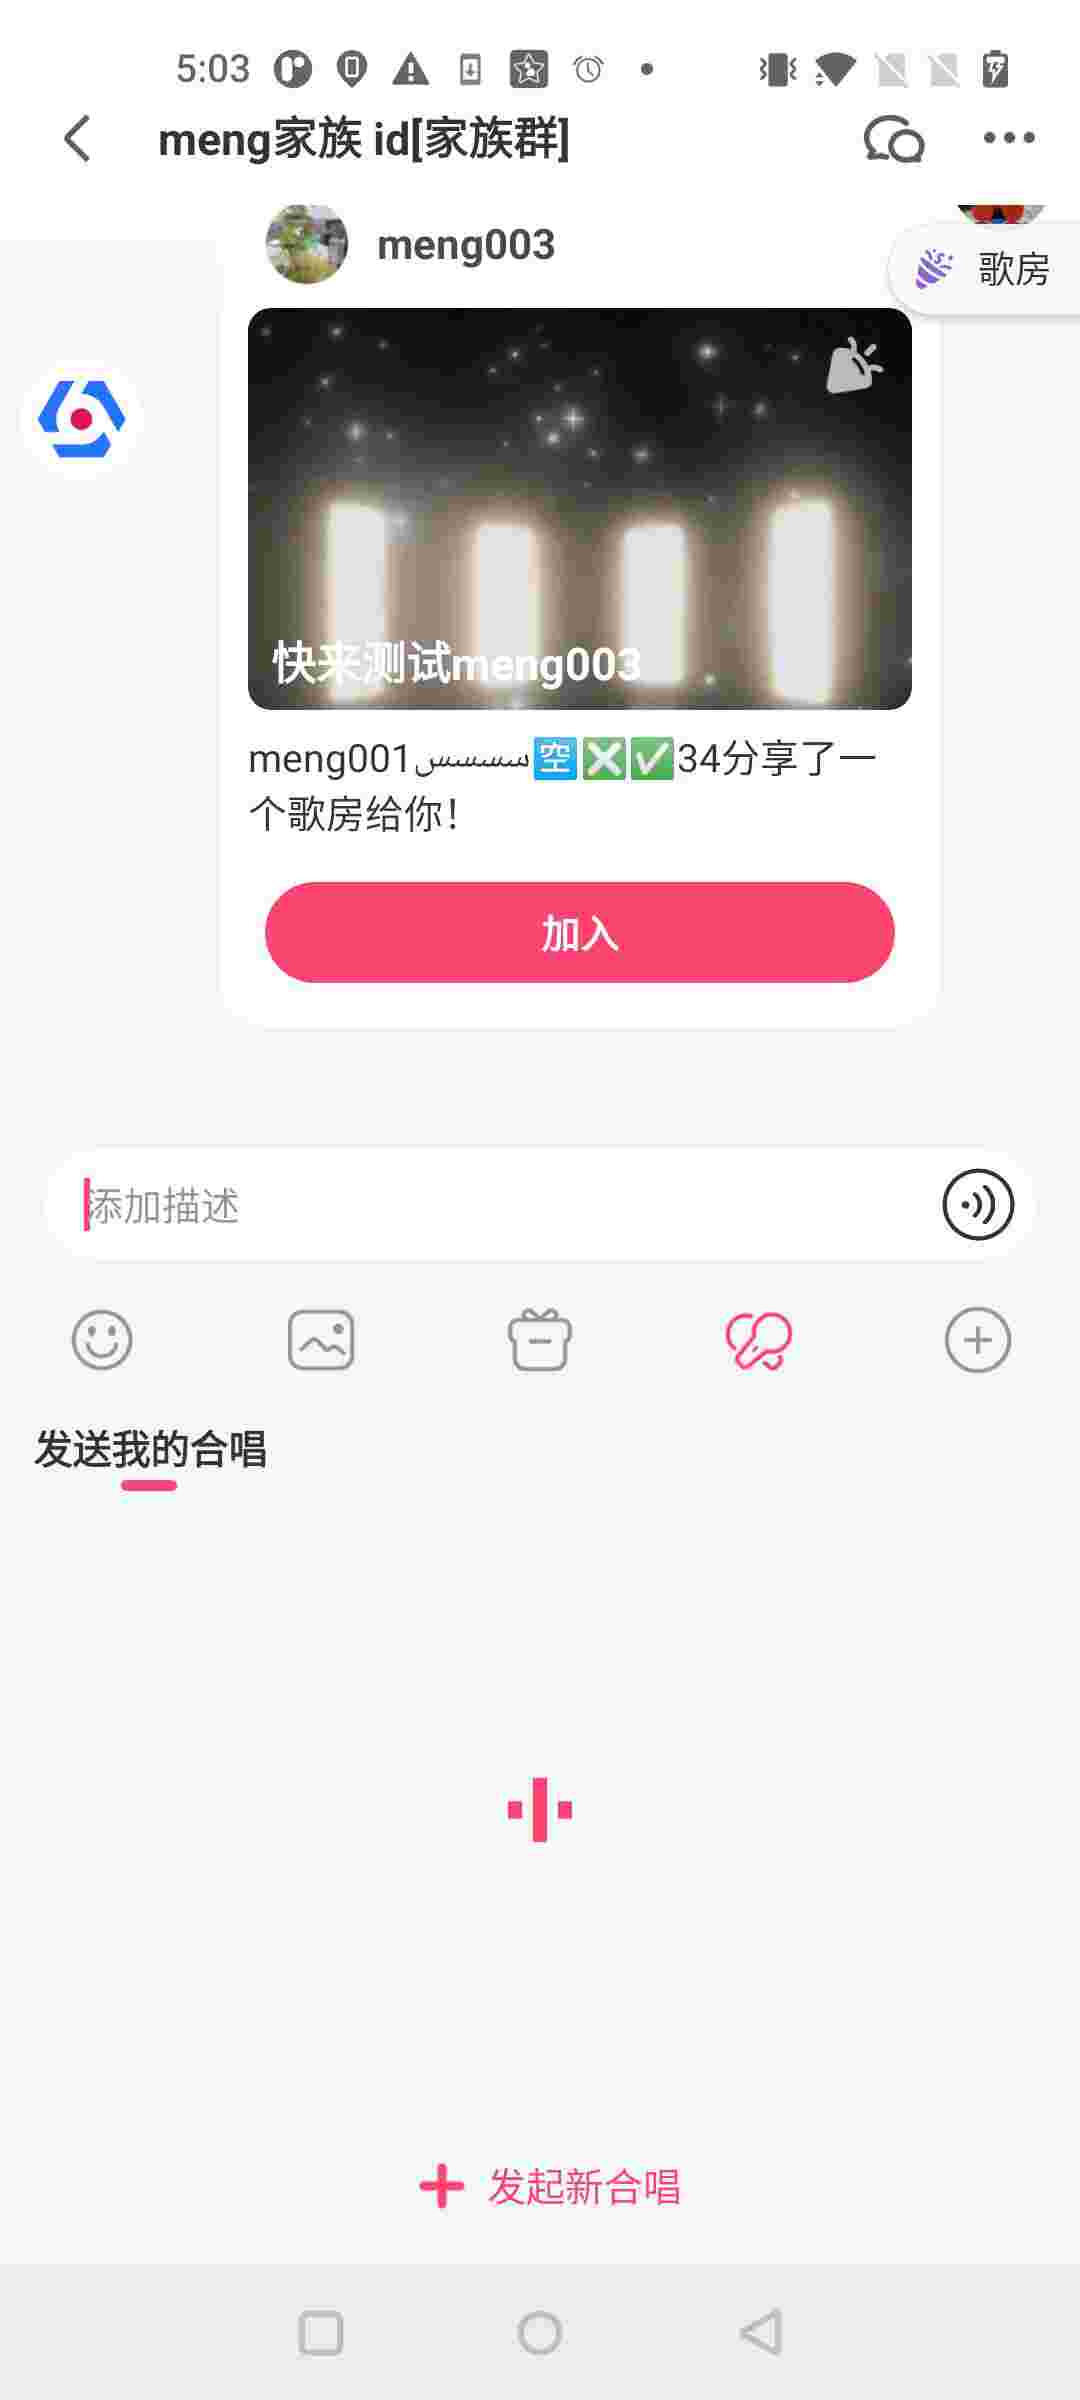 5:03
meng家族 id[家族群]
meng003
歌房
快来测试meng003
meng001سسسس🈳❎✅34分享了一
个歌房给你！
加入
添加描述
发送我的合唱
发起新合唱